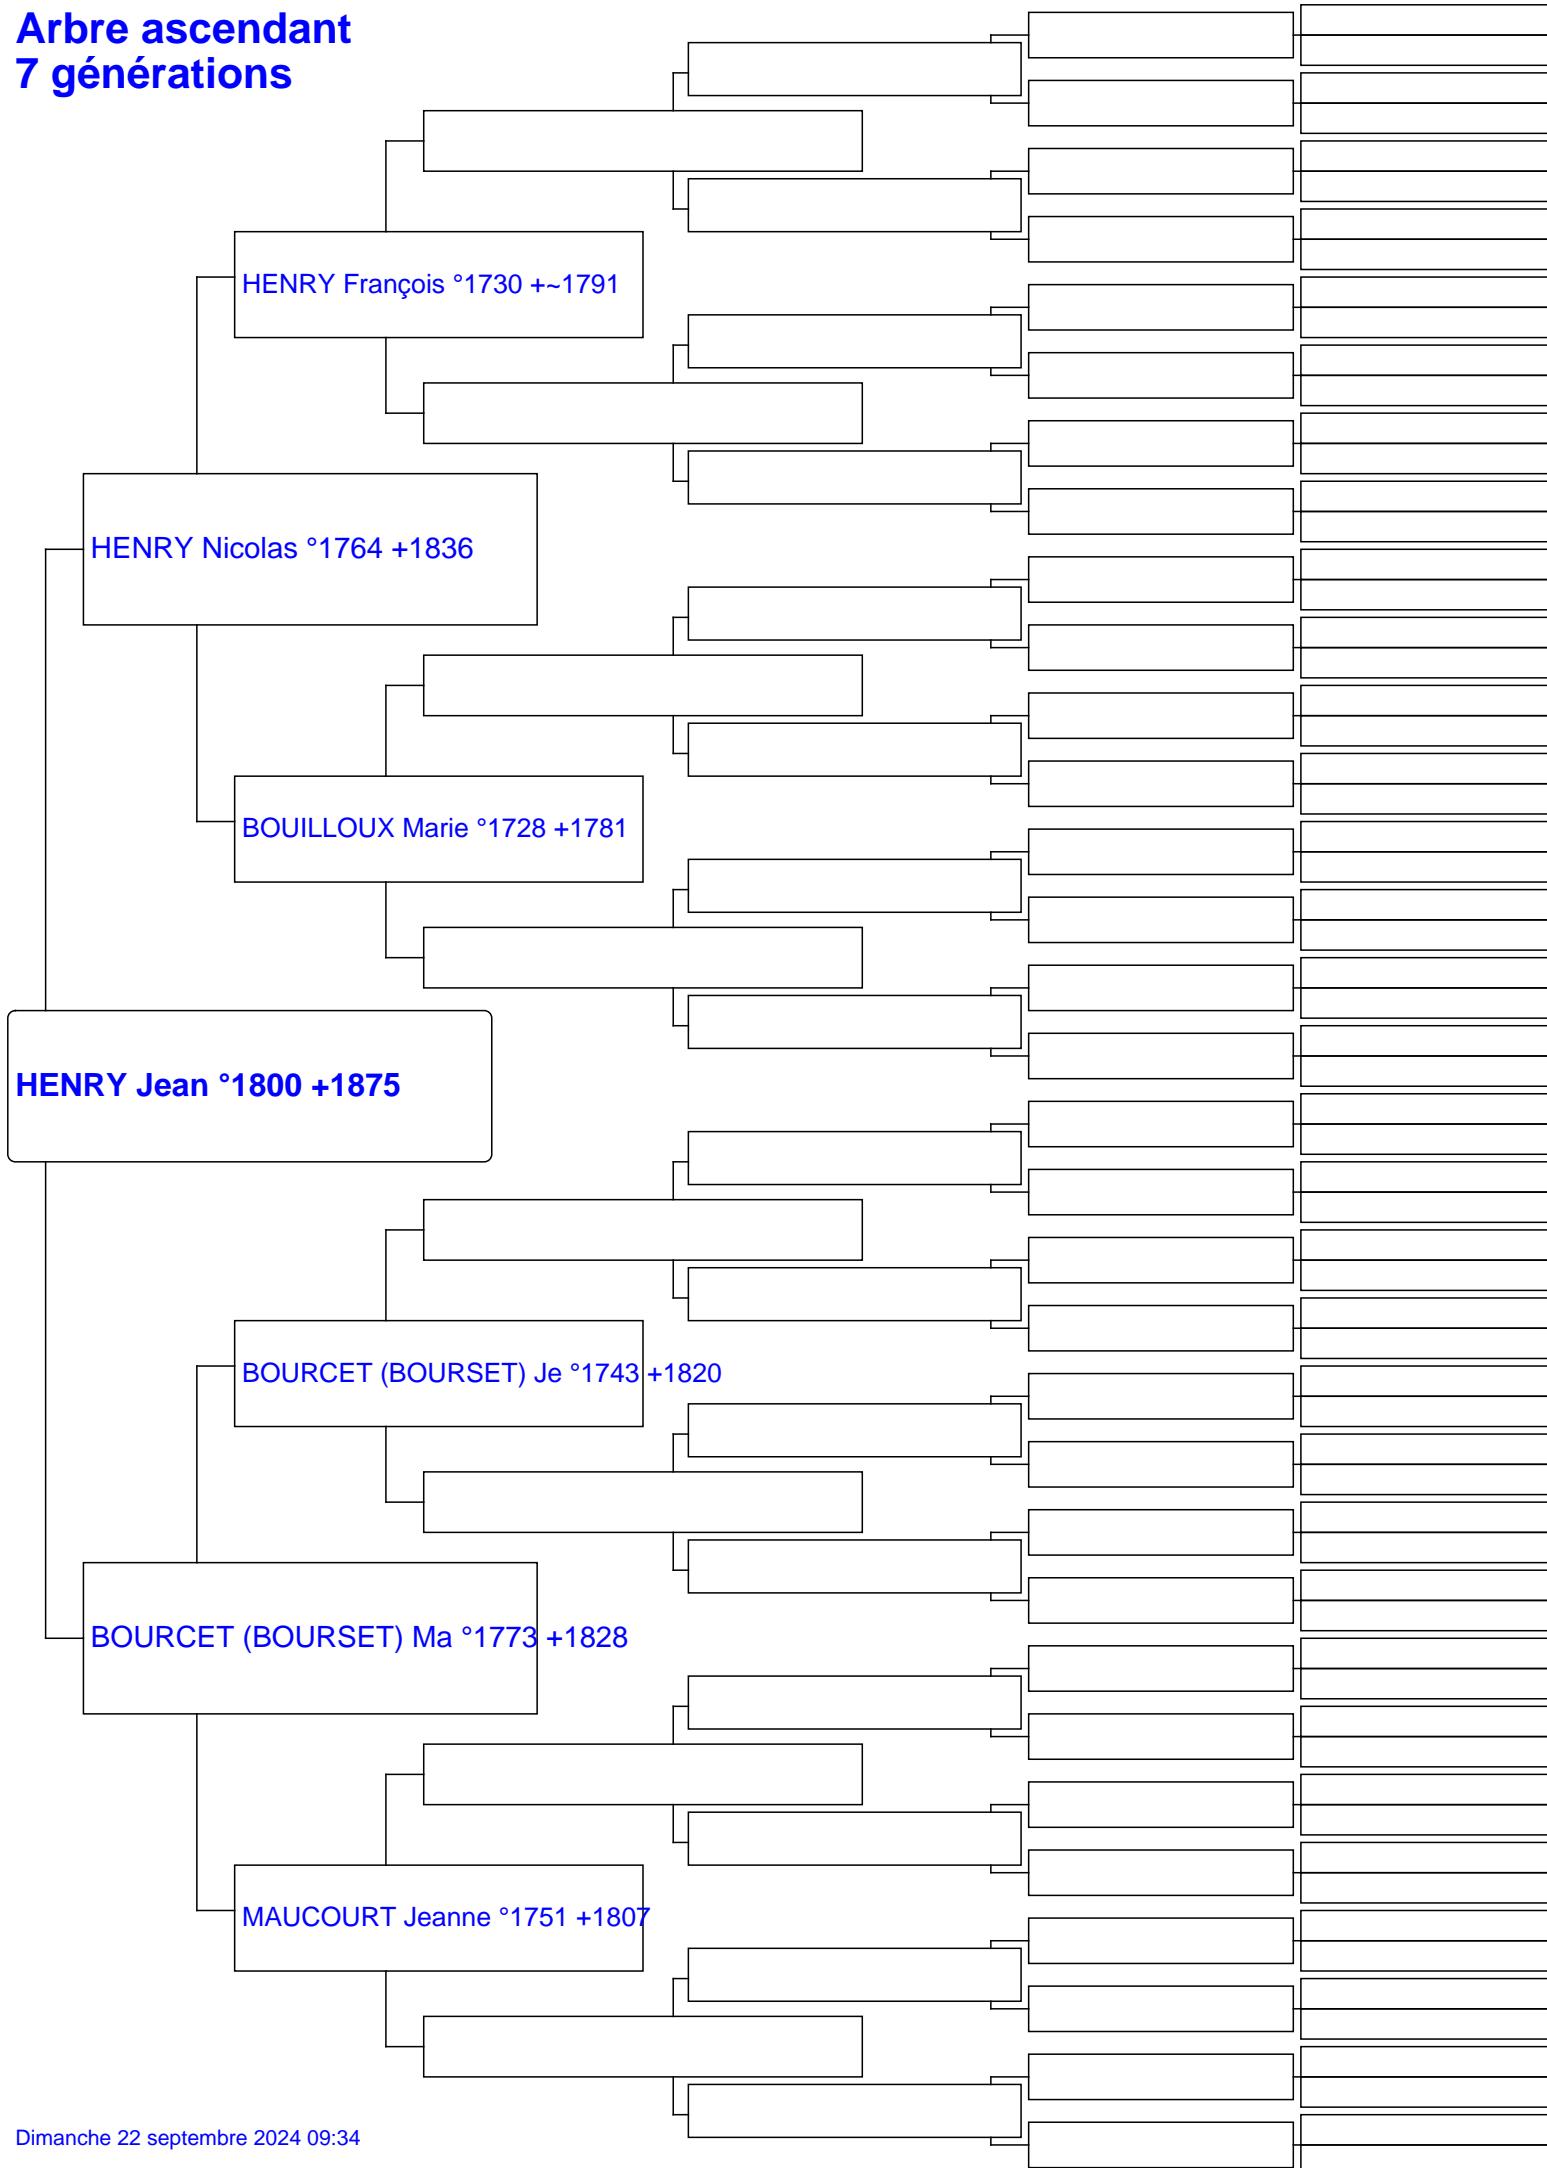 Arbre ascendant
7 générations
HENRY François °1730 +~1791
HENRY Nicolas °1764 +1836
BOUILLOUX Marie °1728 +1781
HENRY Jean °1800 +1875
BOURCET (BOURSET) Je °1743 +1820
BOURCET (BOURSET) Ma °1773 +1828
MAUCOURT Jeanne °1751 +1807
Dimanche 22 septembre 2024 09:34